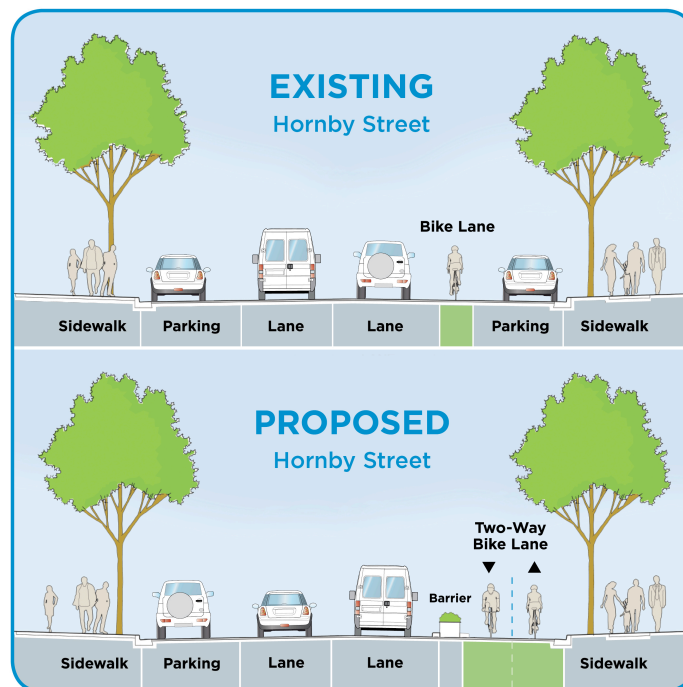 EXISTING
Hornby Street
Bike Lane
Sidewalk Parking Lane Lane Parking Sidewalk
PROPOSED
Hornby Street
Two-Way
Bike Lane
Barrier
Sidewalk Parking Lane Lane Sidewalk